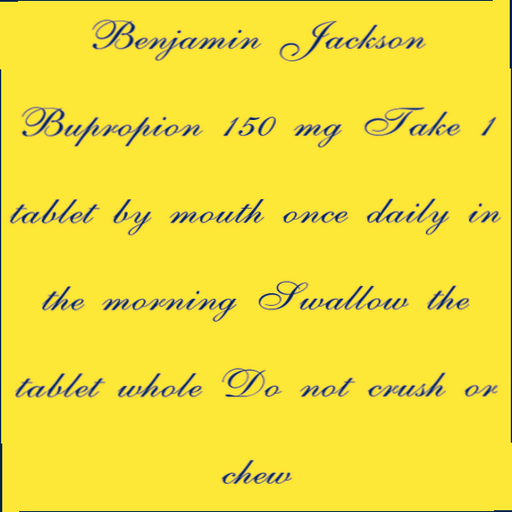 Benjamin Jackson
Bupropion 150 mg Take 1
tablet by mouth once daily in
the morning Swallow the
tablet whole Do not crush or
chew